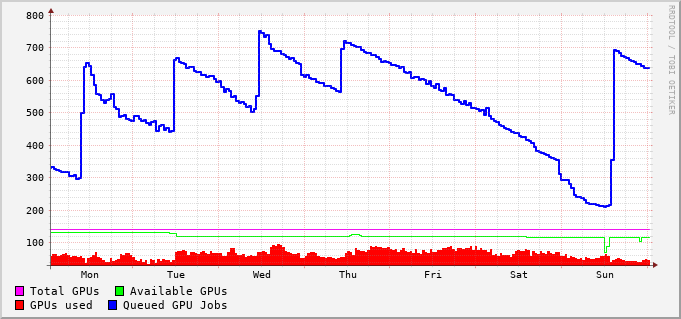 800
700
600
500
400
300
200
100
Mon Tue Wed Thu Fri Sat Sun
RRDTOOL / TOBI OETIKER
Total GPUs Available GPUs
GPUs used Queued GPU Jobs